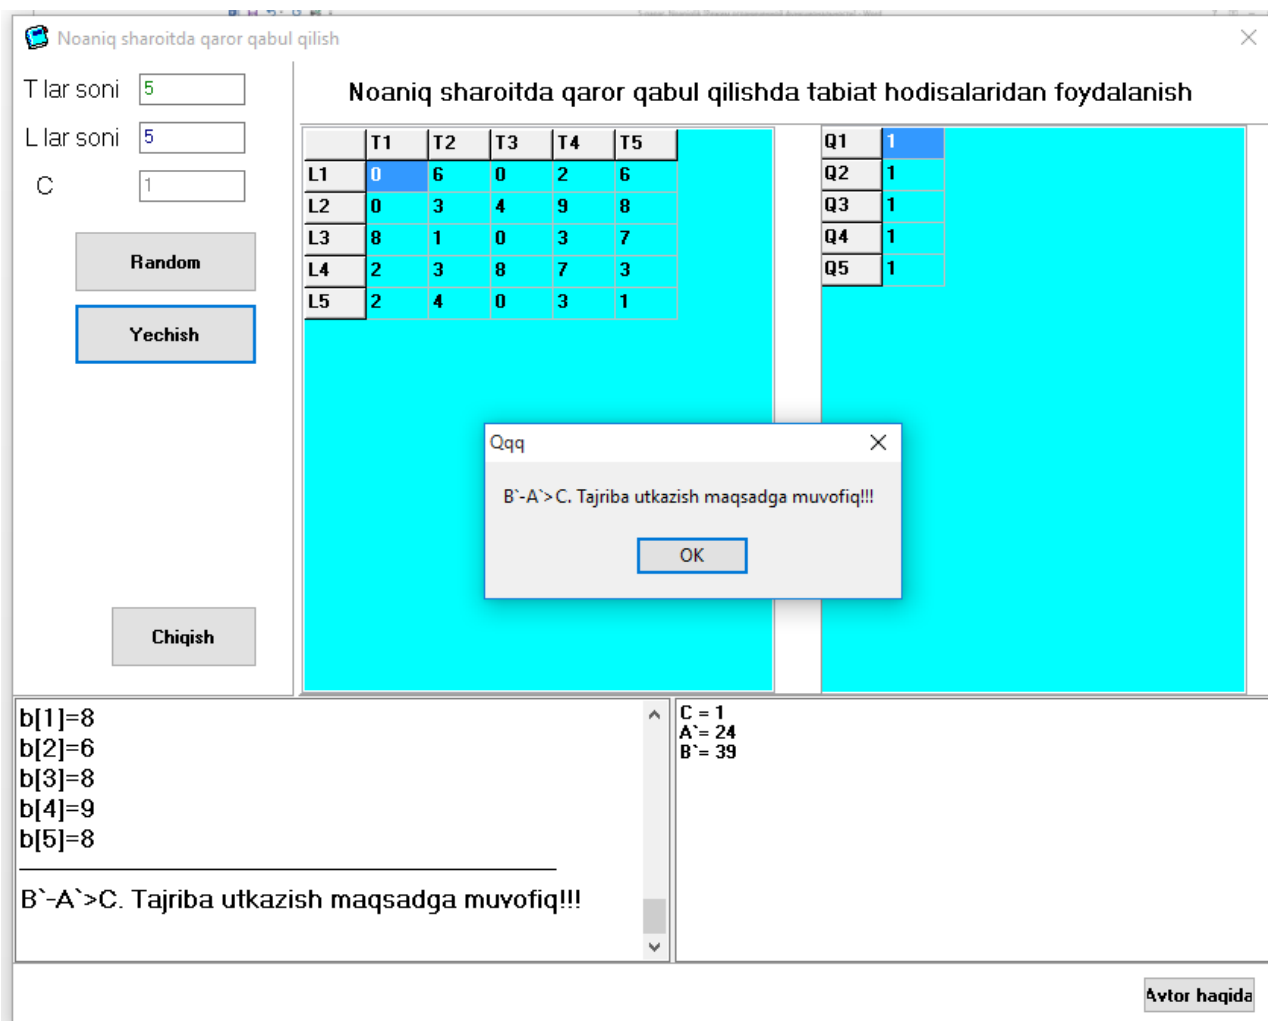 Noaniq sharoitda qaror qabul qilish
T lar soni 5
L lar soni 5
C 1
Random
Yechish
Chiqish
Noaniq sharoitda qaror qabul qilishda tabiat hodisalaridan foydalanish
T1 T2 T3 T4 T5
L1 0 6 0 2 6
L2 0 3 4 9 8
L3 8 1 0 3 7
L4 2 3 8 7 3
L5 2 4 0 3 1
Q1 1
Q2 1
Q3 1
Q4 1
Q5 1
Qqq
B`-A`>C. Tajriba utkazish maqsadga muvofiq!!!
OK
b[1]=8
b[2]=6
b[3]=8
b[4]=9
b[5]=8
B`-A`>C. Tajriba utkazish maqsadga muvofiq!!!
C = 1
A`= 24
B`= 39
Avtor haqida